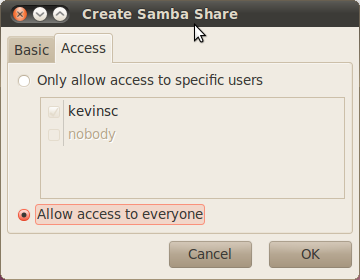 Create Samba Share
Basic
Access
Only allow access to specific users
kevinsc
nobody
Allow access to everyone
Cancel
OK